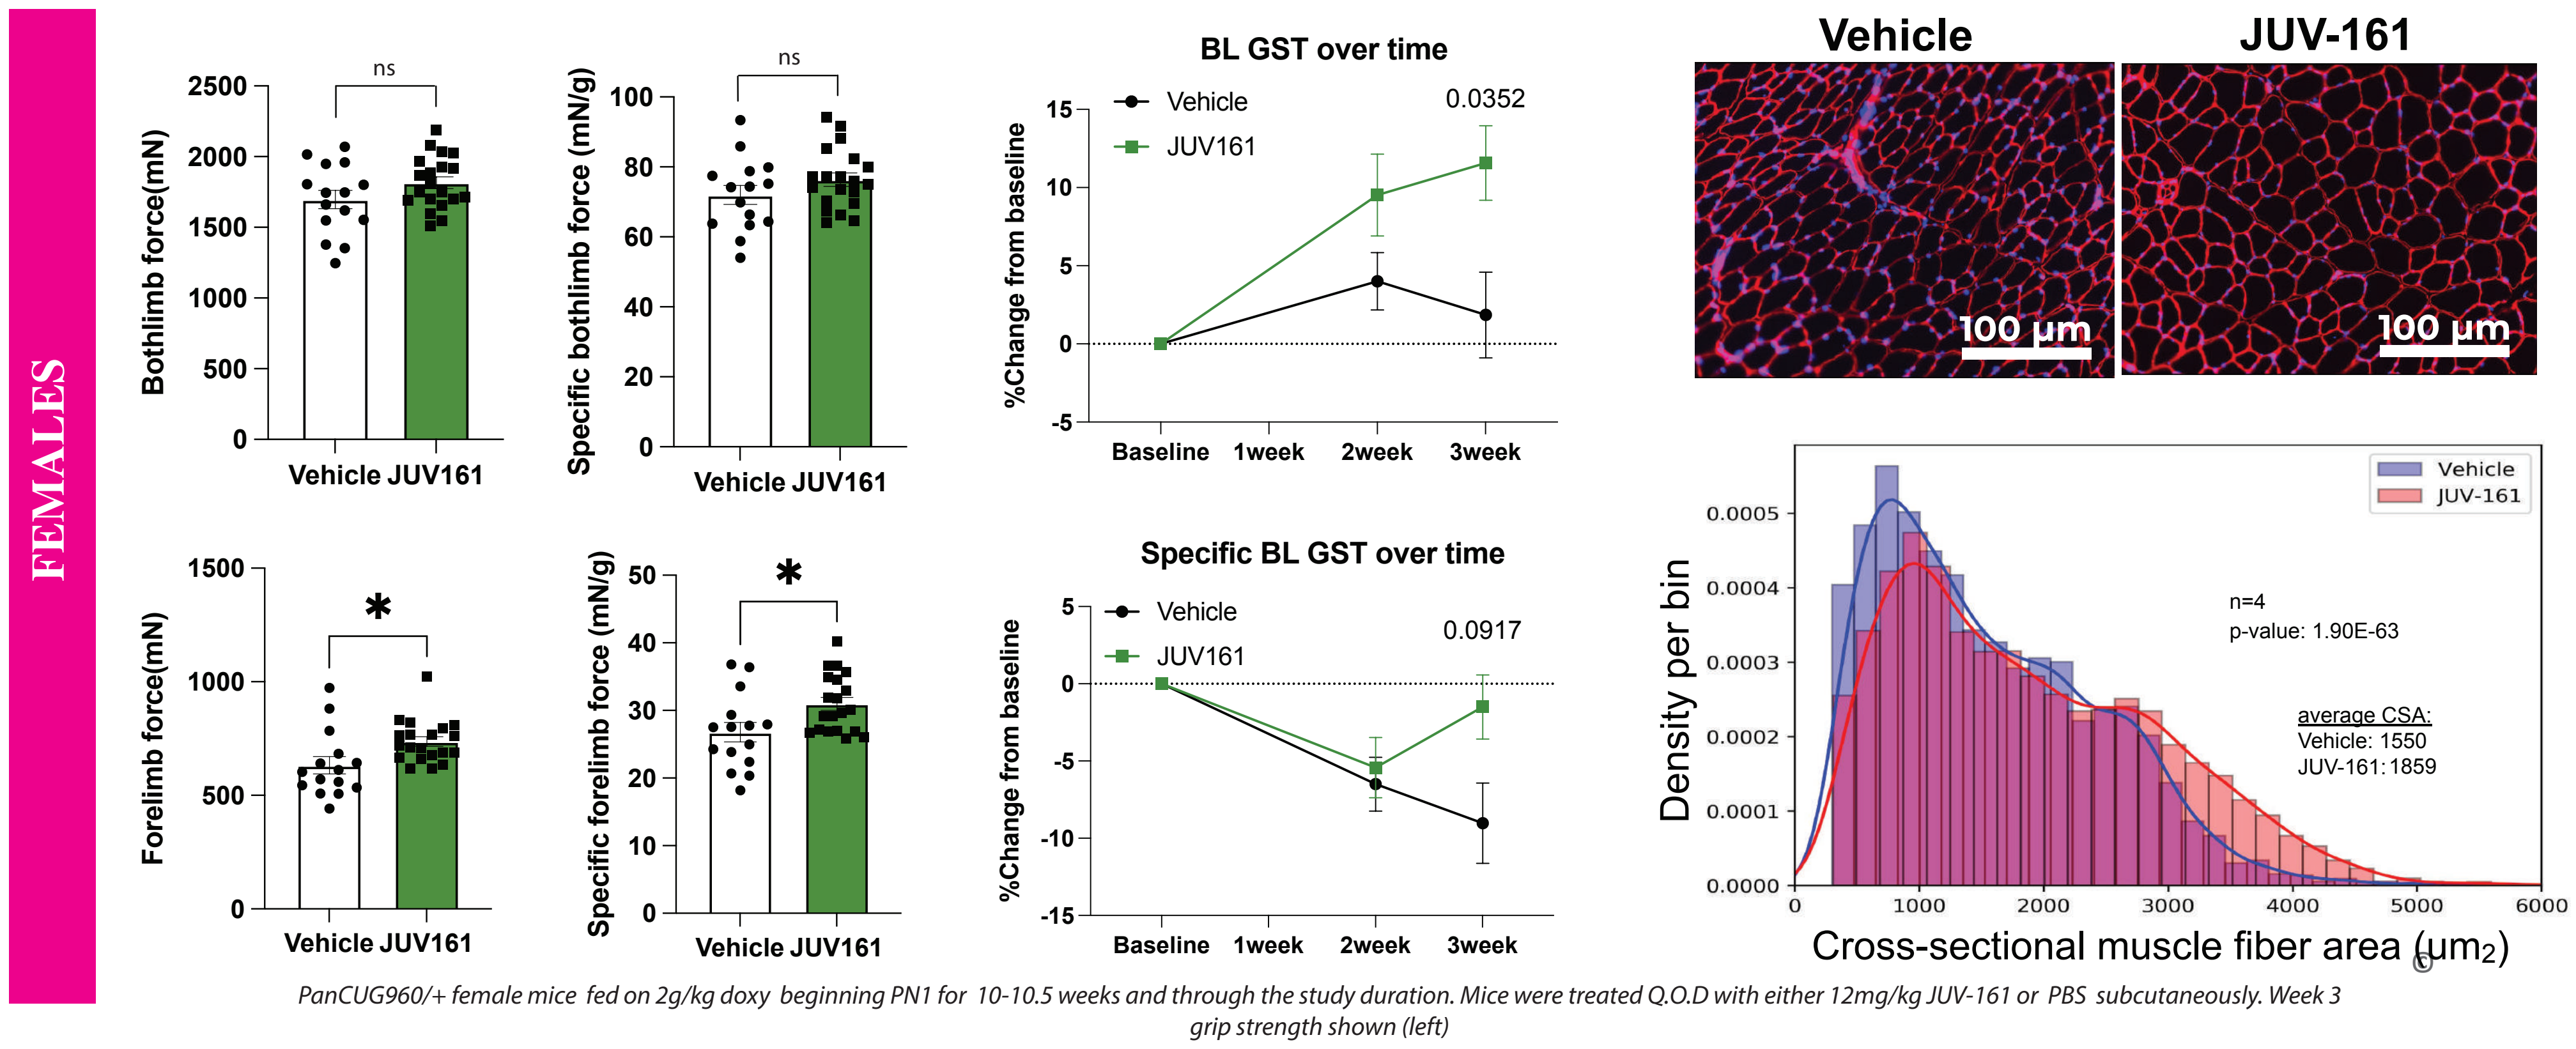 FEMALES
Bothlimb force(mN)
2500
2000
1500
1000
500
0
ns
Vehicle JUV161
Specific bothlimb force (mN/g)
100
80
60
40
20
0
ns
Vehicle JUV161
BL GST over time
Vehicle
JUV161
0.0352
%Change from baseline
15
10
5
0
-5
Baseline 1week 2week 3week
Vehicle
100 µm
JUV-161
100 µm
Forelimb force(mN)
1500
1000
500
0
*
Vehicle JUV161
Specific forelimb force (mN/g)
50
40
30
20
10
0
*
Vehicle JUV161
Specific BL GST over time
Vehicle
JUV161
0.0917
%Change from baseline
5
0
-5
-10
-15
Baseline 1week 2week 3week
Vehicle
JUV-161
Density per bin
0.0005
0.0004
0.0003
0.0002
0.0001
0.0000
n=4
p-value: 1.90E-63
average CSA:
Vehicle: 1550
JUV-161:1859
0 1000 2000 3000 4000 5000 6000
Cross-sectional muscle fiber area (um2)
©
PanCUG960/+ female mice fed on 2g/kg doxy beginning PN1 for 10-10.5 weeks and through the study duration. Mice were treated Q.O.D with either 12mg/kg JUV-161 or PBS subcutaneously. Week 3
grip strength shown (left)